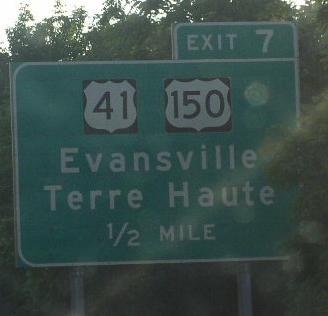 EXIT 7
41 150
Evansville
Terre Haute
1/2 MILE